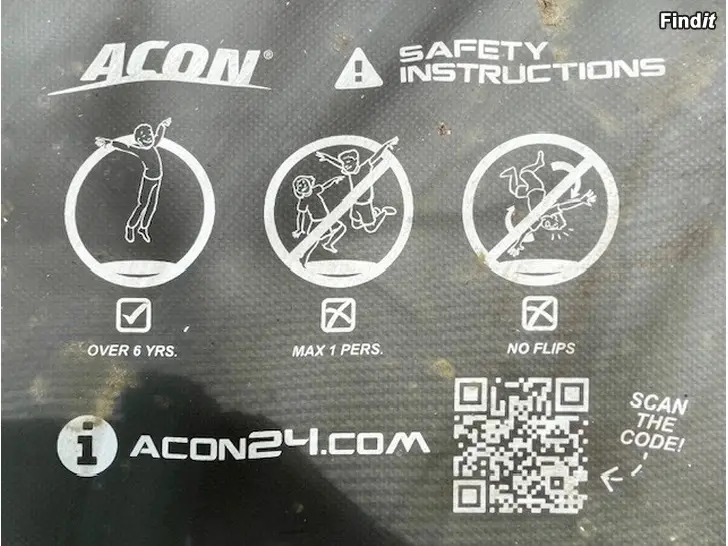 Findit
ACON®
SAFETY
INSTRUCTIONS
OVER 6 YRS.
MAX 1 PERS.
NO FLIPS
SCAN
THE
CODE!
i ACON24.COM